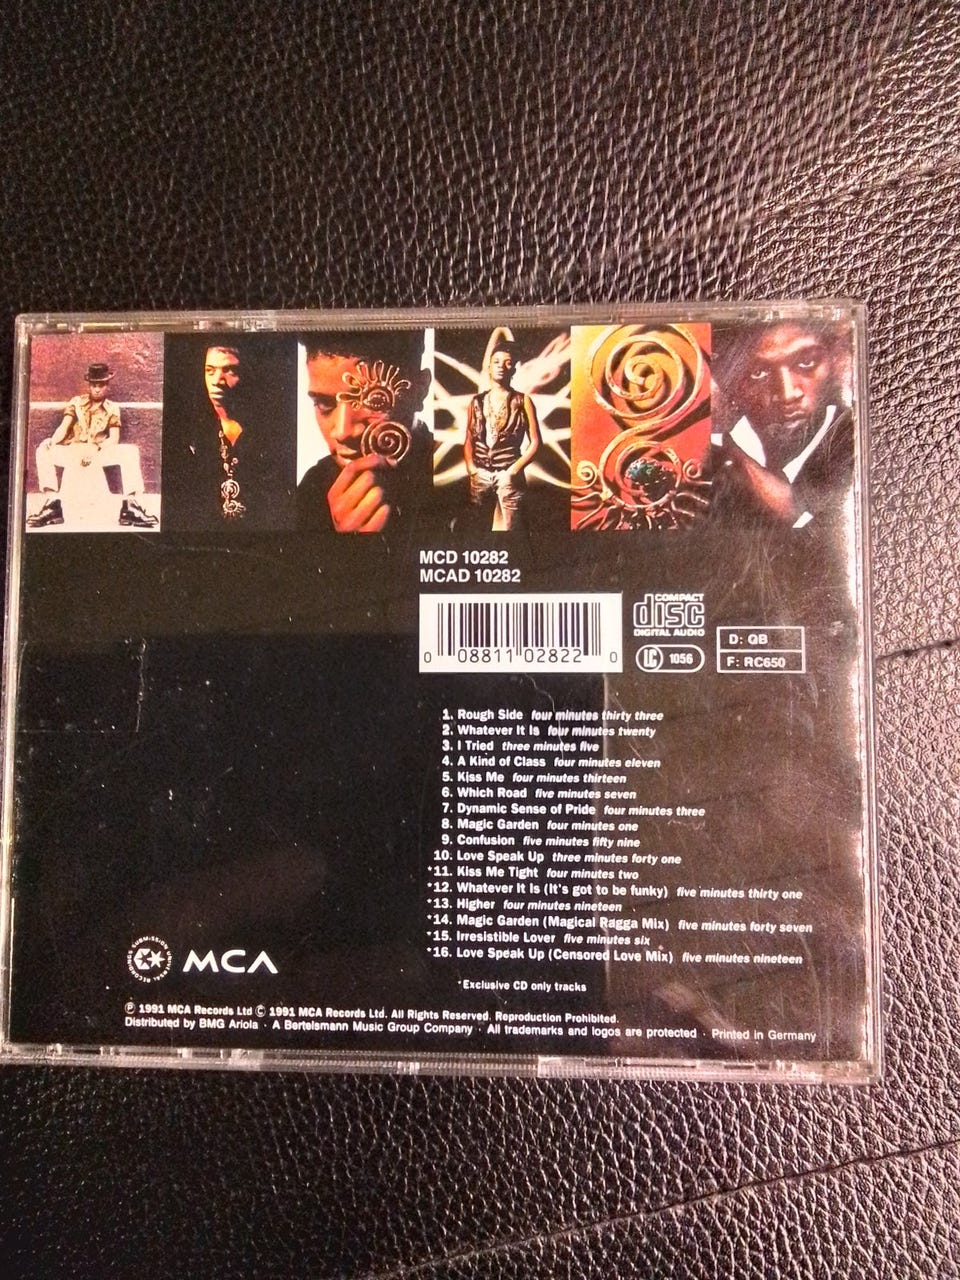 MCD 10282
MCAD 10282
0 08811 02822 0
COMPACT
disc
DIGITAL AUDIO
LC 1056
D: QB
F: RC650
1. Rough Side four minutes thirty three
2. Whatever It Is four minutes twenty
3. I Tried three minutes five
4. A Kind of Class four minutes eleven
5. Kiss Me four minutes thirteen
6. Which Road five minutes seven
7. Dynamic Sense of Pride four minutes three
8. Magic Garden four minutes one
9. Confusion five minutes fifty nine
10. Love Speak Up three minutes forty one
*11. Kiss Me Tight four minutes two
*12. Whatever It Is (It's got to be funky) five minutes thirty one
*13. Higher four minutes nineteen
*14. Magic Garden (Magical Ragga Mix) five minutes forty seven
*15. Irresistible Lover five minutes six
*16. Love Speak Up (Censored Love Mix) five minutes nineteen
*Exclusive CD only tracks
MCA
℗ 1991 MCA Records Ltd © 1991 MCA Records Ltd. All Rights Reserved. Reproduction Prohibited.
Distributed by BMG Ariola · A Bertelsmann Music Group Company · All trademarks and logos are protected · Printed in Germany